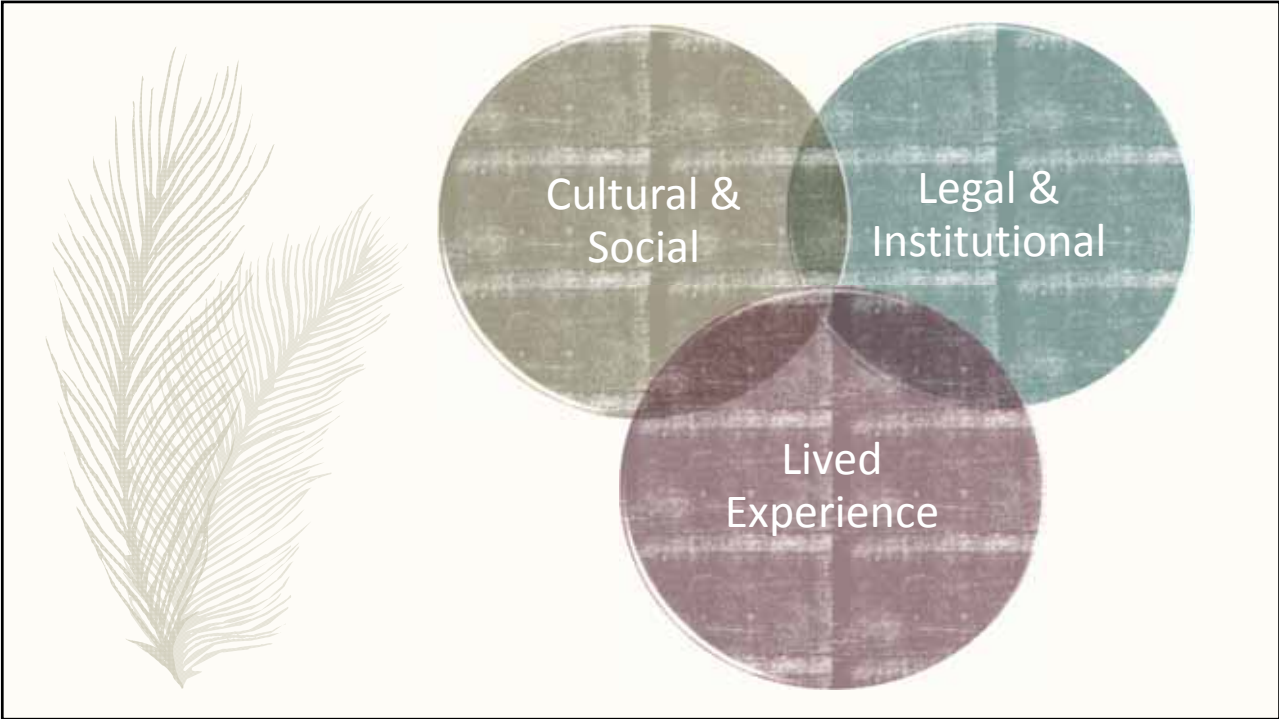 Cultural &
Social
Legal &
Institutional
Lived
Experience